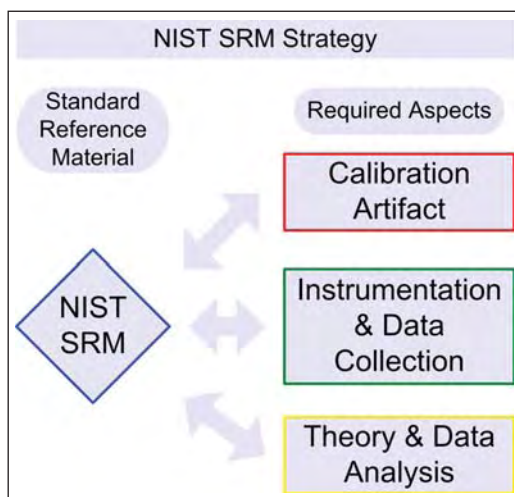 NIST SRM Strategy
Standard
Reference
Material
Required Aspects
Calibration
Artifact
NIST
SRM
Instrumentation
& Data
Collection
Theory & Data
Analysis